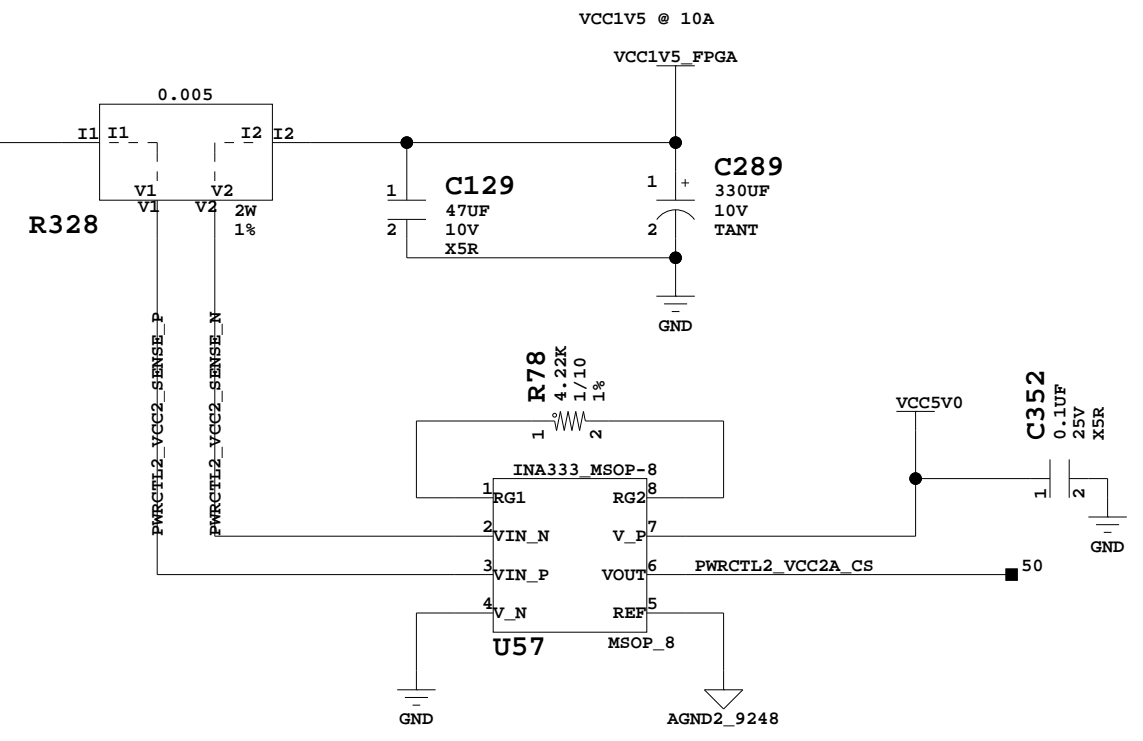 VCC1V5 @ 10A
VCC1V5_FPGA
0.005
I1 I1 I2 I2
V1 V2
V1 V2
R328
2W
1%
1
2
C129
47UF
10V
X5R
1 +
2
C289
330UF
10V
TANT
GND
PWRCTL2_VCC2_SENSE_P
PWRCTL2_VCC2_SENSE_N
R78
4.22K
1/10
1%
1 2
VCC5V0
C352
0.1UF
25V
X5R
1 2
GND
INA333_MSOP-8
1 RG1 RG2 8
2 VIN_N V_P 7
3 VIN_P VOUT 6 PWRCTL2_VCC2A_CS 50
4 V_N REF 5
U57 MSOP_8
GND
AGND2_9248